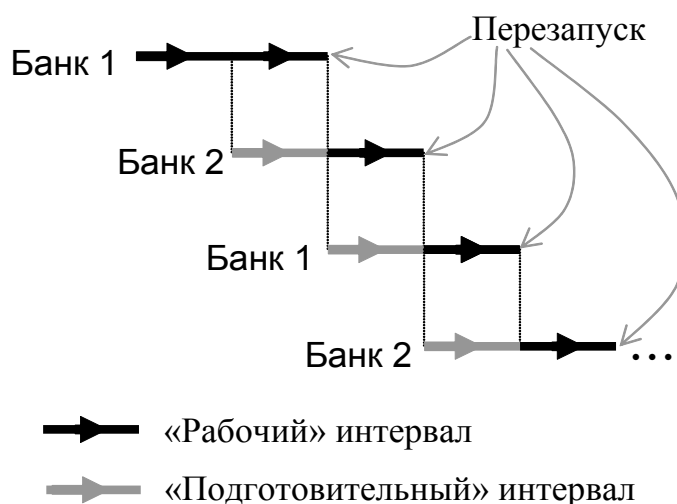 Перезапуск
Банк 1
Банк 2
Банк 1
Банк 2
...
«Рабочий» интервал
«Подготовительный» интервал